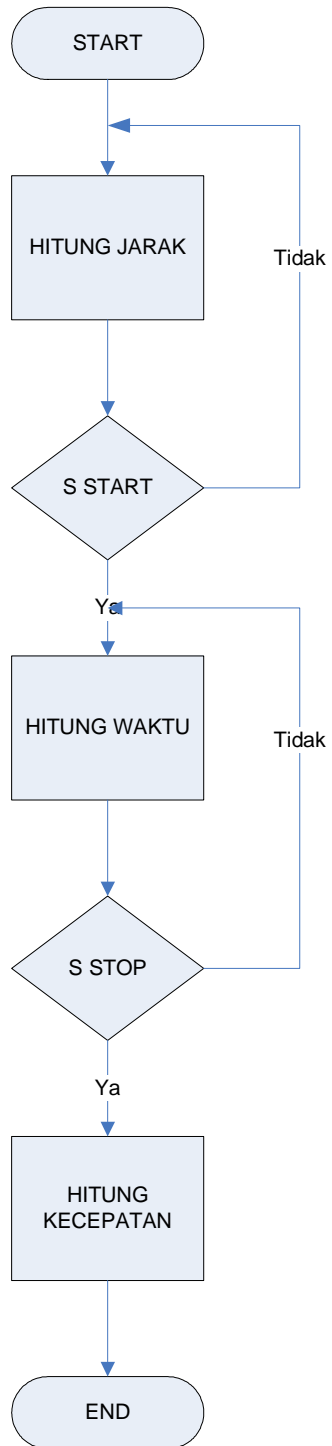 START
HITUNG JARAK
Tidak
S START
Ya
HITUNG WAKTU
Tidak
S STOP
Ya
HITUNG
KECEPATAN
END